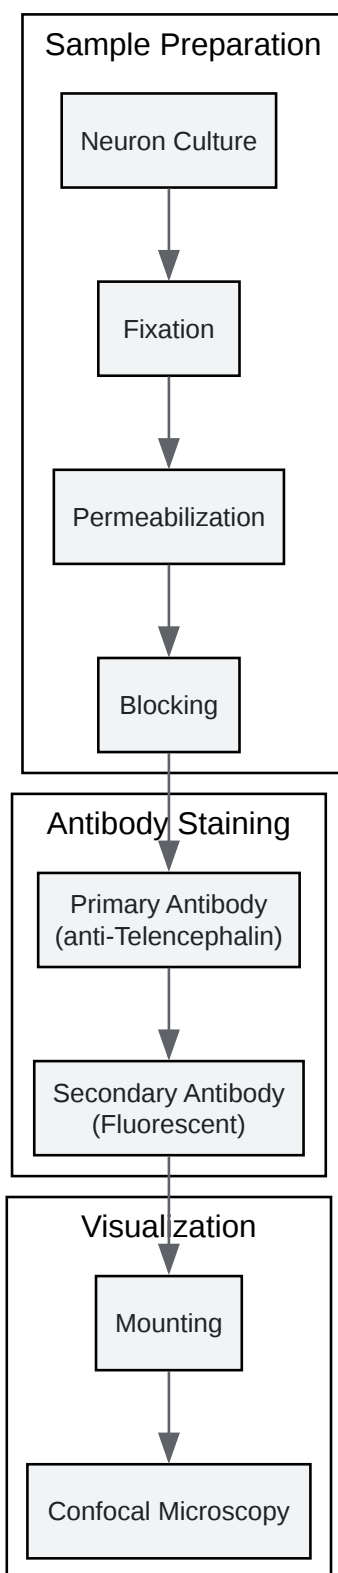 Sample Preparation
Neuron Culture
Fixation
Permeabilization
Blocking
Antibody Staining
Primary Antibody
(anti-Telencephalin)
Secondary Antibody
(Fluorescent)
Visualization
Mounting
Confocal Microscopy